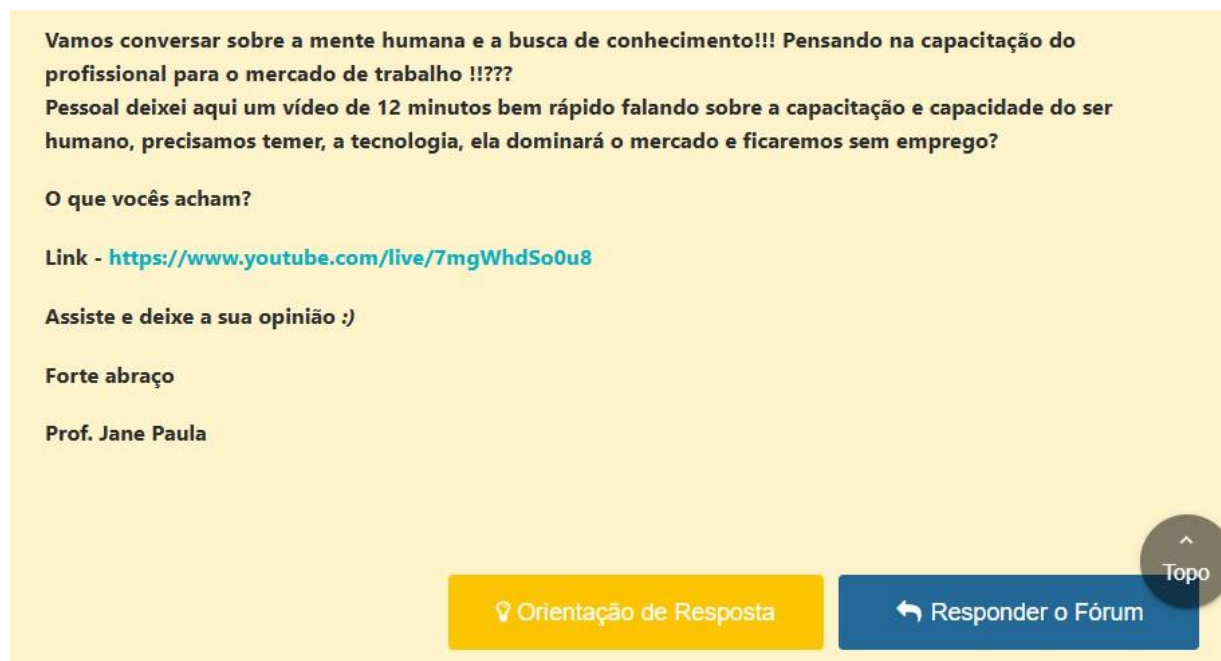 Vamos conversar sobre a mente humana e a busca de conhecimento!!! Pensando na capacitação do
profissional para o mercado de trabalho !!???
Pessoal deixei aqui um vídeo de 12 minutos bem rápido falando sobre a capacitação e capacidade do ser
humano, precisamos temer, a tecnologia, ela dominará o mercado e ficaremos sem emprego?
O que vocês acham?
Link - https://www.youtube.com/live/7mgWhdSo0u8
Assiste e deixe a sua opinião :)
Forte abraço
Prof. Jane Paula
Topo
Orientação de Resposta
Responder o Fórum